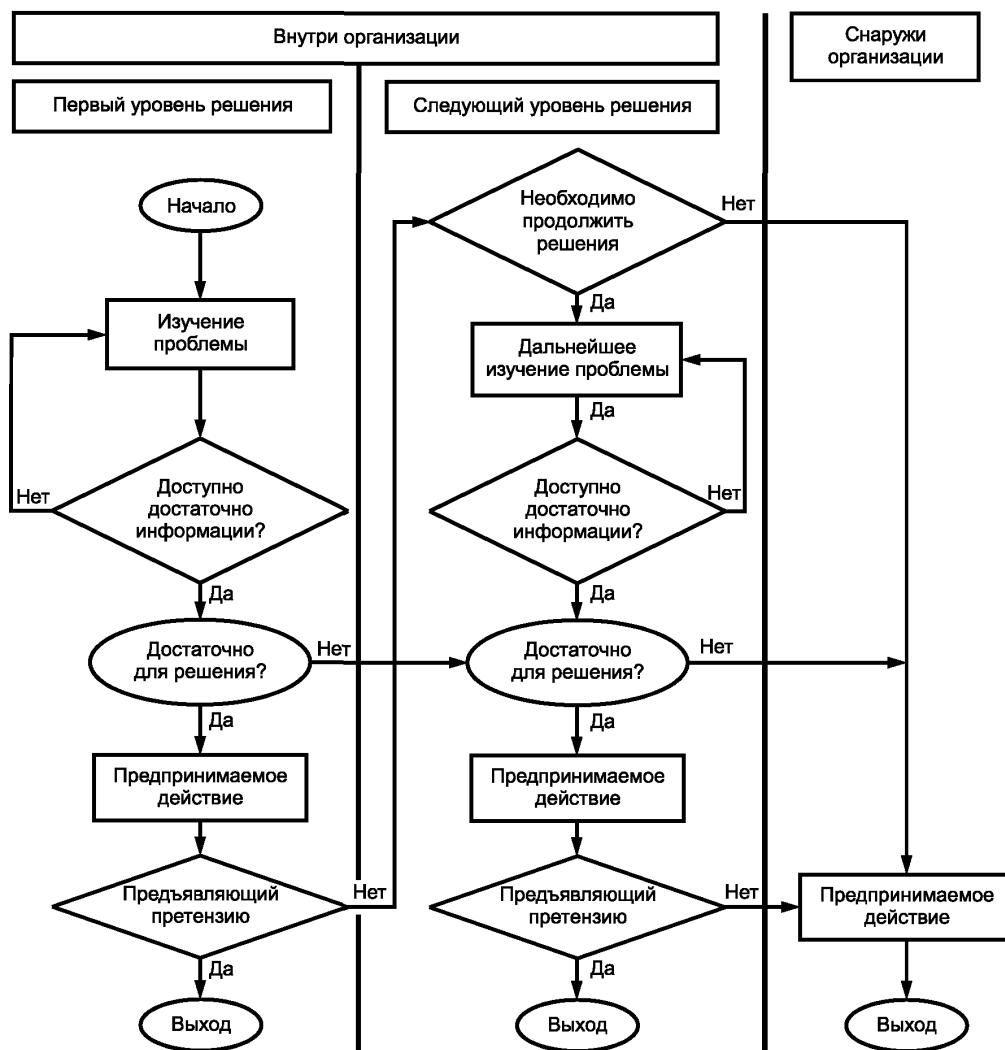 Внутри организации
Снаружи
организации
Первый уровень решения
Следующий уровень решения
Начало
Необходимо
продолжить
решения
Нет
Да
Изучение
проблемы
Дальнейшее
изучение проблемы
Да
Нет
Доступно
достаточно
информации?
Доступно
достаточно
информации?
Нет
Да
Да
Достаточно
для решения?
Нет
Достаточно
для решения?
Нет
Да
Да
Предпринимаемое
действие
Предпринимаемое
действие
Предъявляющий
претензию
Нет
Предъявляющий
претензию
Нет
Предпринимаемое
действие
Да
Да
Выход
Выход
Выход